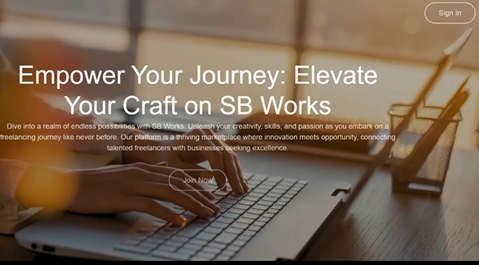 Sign In
Empower Your Journey: Elevate
Your Craft on SB Works
Dive into a realm of endless possibilities with SB Works. Unleash your creativity, skills, and passion as you embark on a
freelancing journey like never before. Our platform is a thriving marketplace where innovation meets opportunity, connecting
talented freelancers with businesses seeking excellence.
Join Now